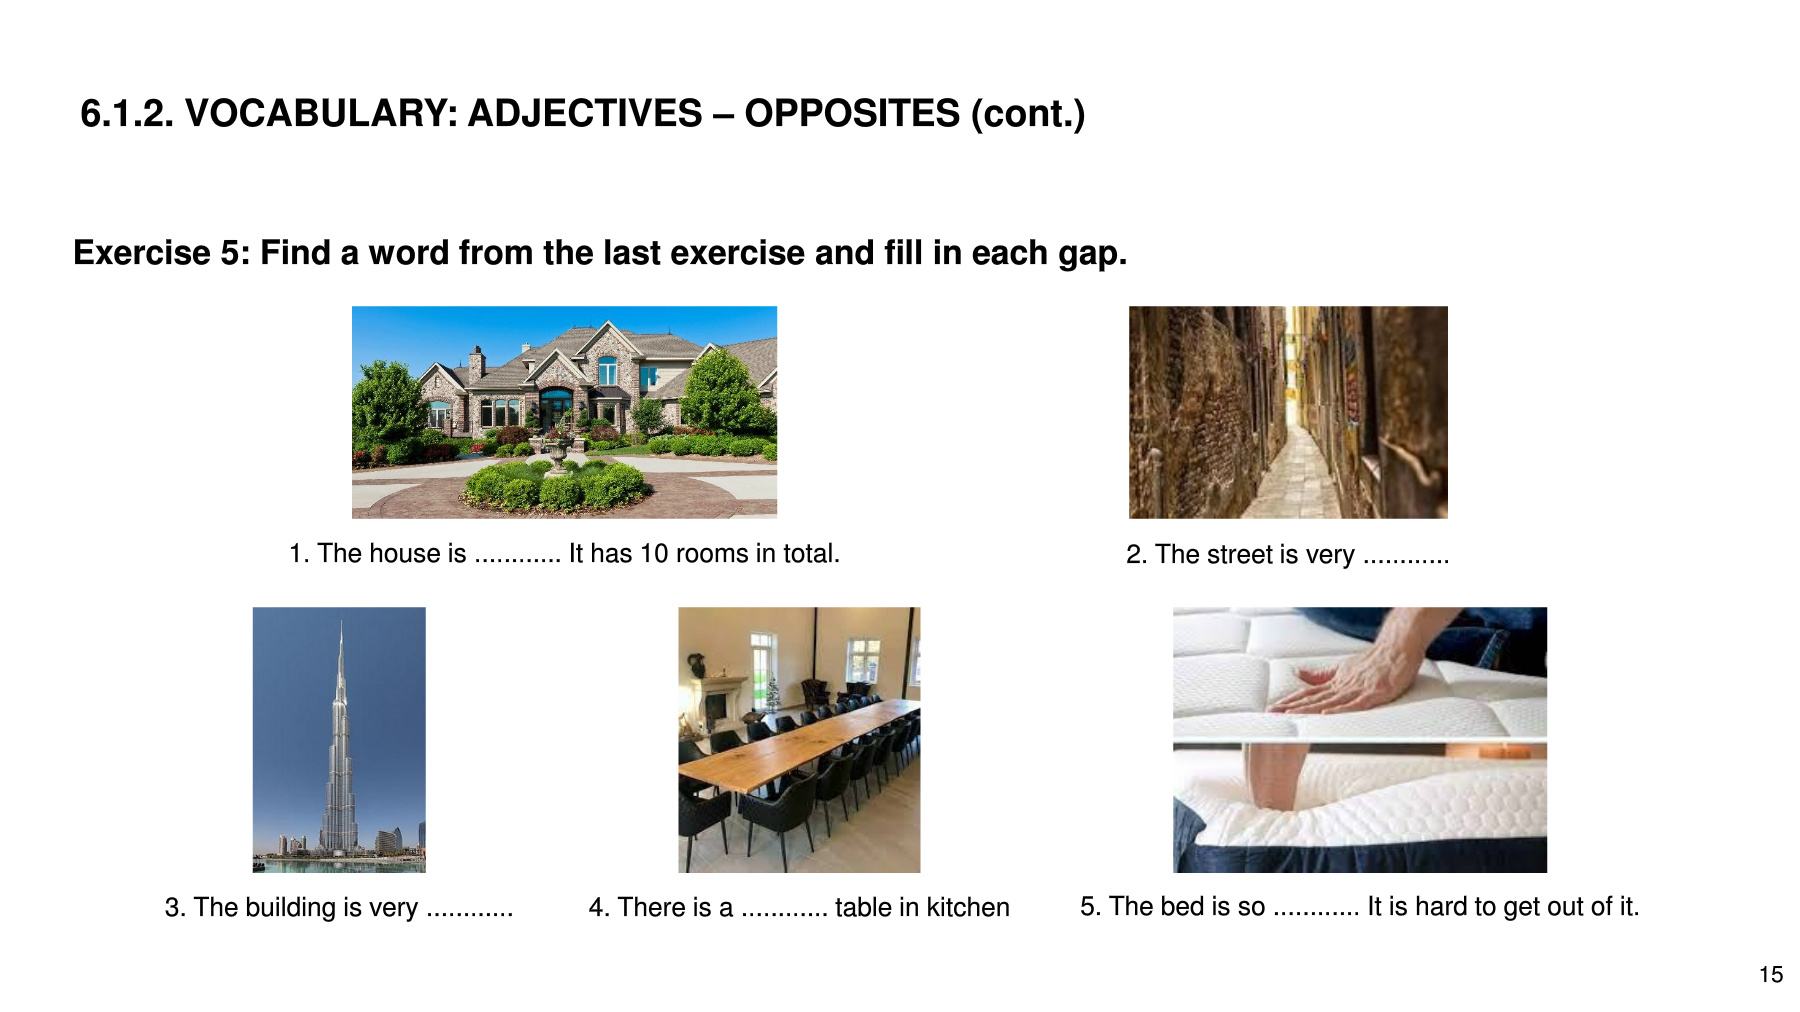 6.1.2. VOCABULARY: ADJECTIVES – OPPOSITES (cont.)
Exercise 5: Find a word from the last exercise and fill in each gap.
1. The house is ............ It has 10 rooms in total.
2. The street is very ............
3. The building is very ............
4. There is a ............ table in kitchen
5. The bed is so ............ It is hard to get out of it.
15